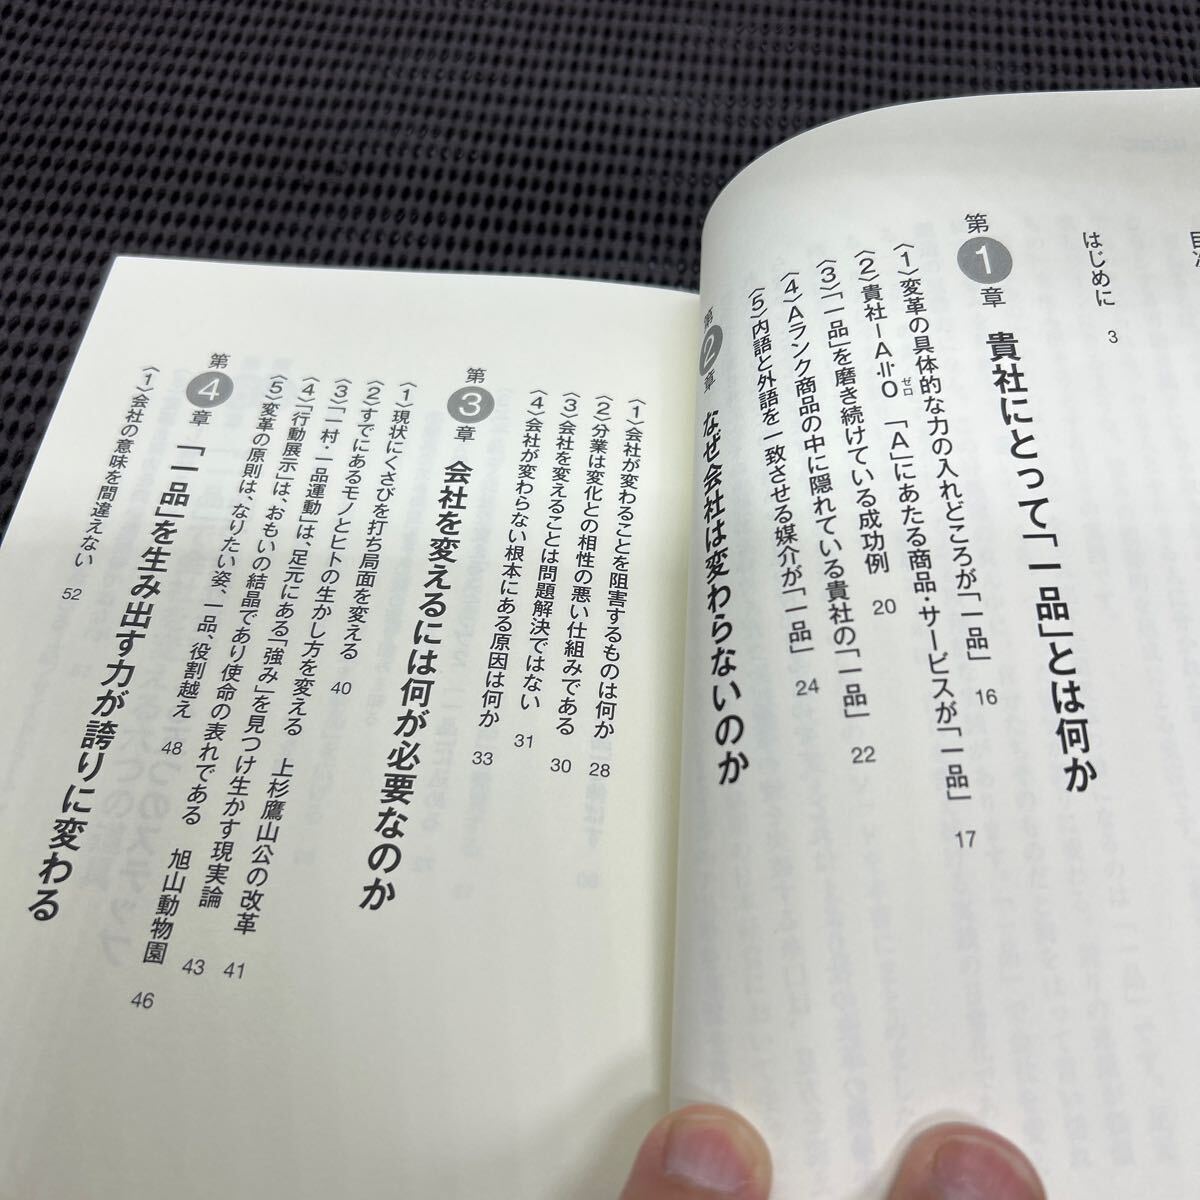 目次
はじめに 3
第1章 貴社にとって「一品」とは何か
〈1〉変革の具体的な力の入れどころが「一品」 16
〈2〉貴社－A≒0 「A」にあたる商品・サービスが「一品」 17
ゼロ
〈3〉「一品」を磨き続けている成功例 20
〈4〉Aランク商品の中に隠れている貴社の「一品」 22
〈5〉内語と外語を一致させる媒介が「一品」 24
第2章 なぜ会社は変わらないのか
〈1〉会社が変わることを阻害するものは何か 28
〈2〉分業は変化との相性の悪い仕組みである 30
〈3〉会社を変えることは問題解決ではない 31
〈4〉会社が変わらない根本にある原因は何か 33
第3章 会社を変えるには何が必要なのか
〈1〉現状にくさびを打ち局面を変える 40
〈2〉すでにあるモノとヒトの生かし方を変える 上杉鷹山公の改革 41
〈3〉「一村・一品運動」は、足元にある「強み」を見つけ生かす現実論 43
〈4〉「行動展示」は、おもいの結晶であり使命の表れである 旭山動物園 46
〈5〉変革の原則は、なりたい姿、一品、役割越え 48
第4章 「一品」を生み出す力が誇りに変わる
〈1〉会社の意味を間違えない 52